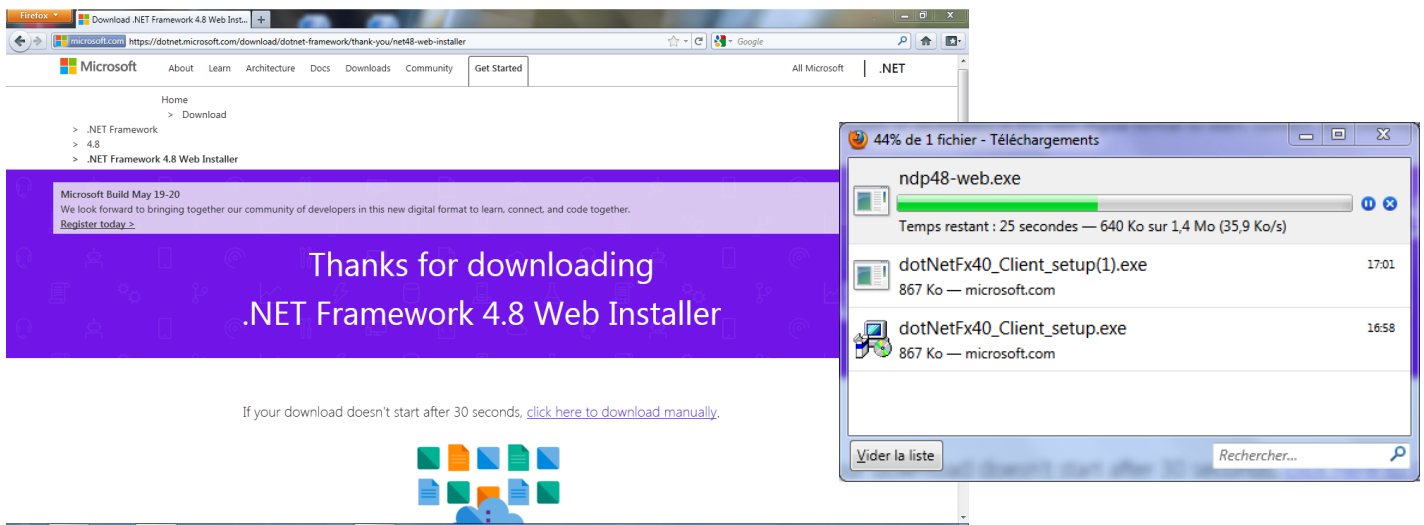 Firefox
Download .NET Framework 4.8 Web Inst...
microsoft.com https://dotnet.microsoft.com/download/dotnet-framework/thank-you/net48-web-installer
Google
Microsoft About Learn Architecture Docs Downloads Community Get Started All Microsoft .NET
Home
> Download
> .NET Framework
> 4.8
> .NET Framework 4.8 Web Installer
Microsoft Build May 19-20
We look forward to bringing together our community of developers in this new digital format to learn, connect, and code together.
Register today >
Thanks for downloading
.NET Framework 4.8 Web Installer
If your download doesn't start after 30 seconds, click here to download manually.
44% de 1 fichier - Téléchargements
ndp48-web.exe
Temps restant : 25 secondes — 640 Ko sur 1,4 Mo (35,9 Ko/s)
dotNetFx40_Client_setup(1).exe 17:01
867 Ko — microsoft.com
dotNetFx40_Client_setup.exe 16:58
867 Ko — microsoft.com
Vider la liste Rechercher...